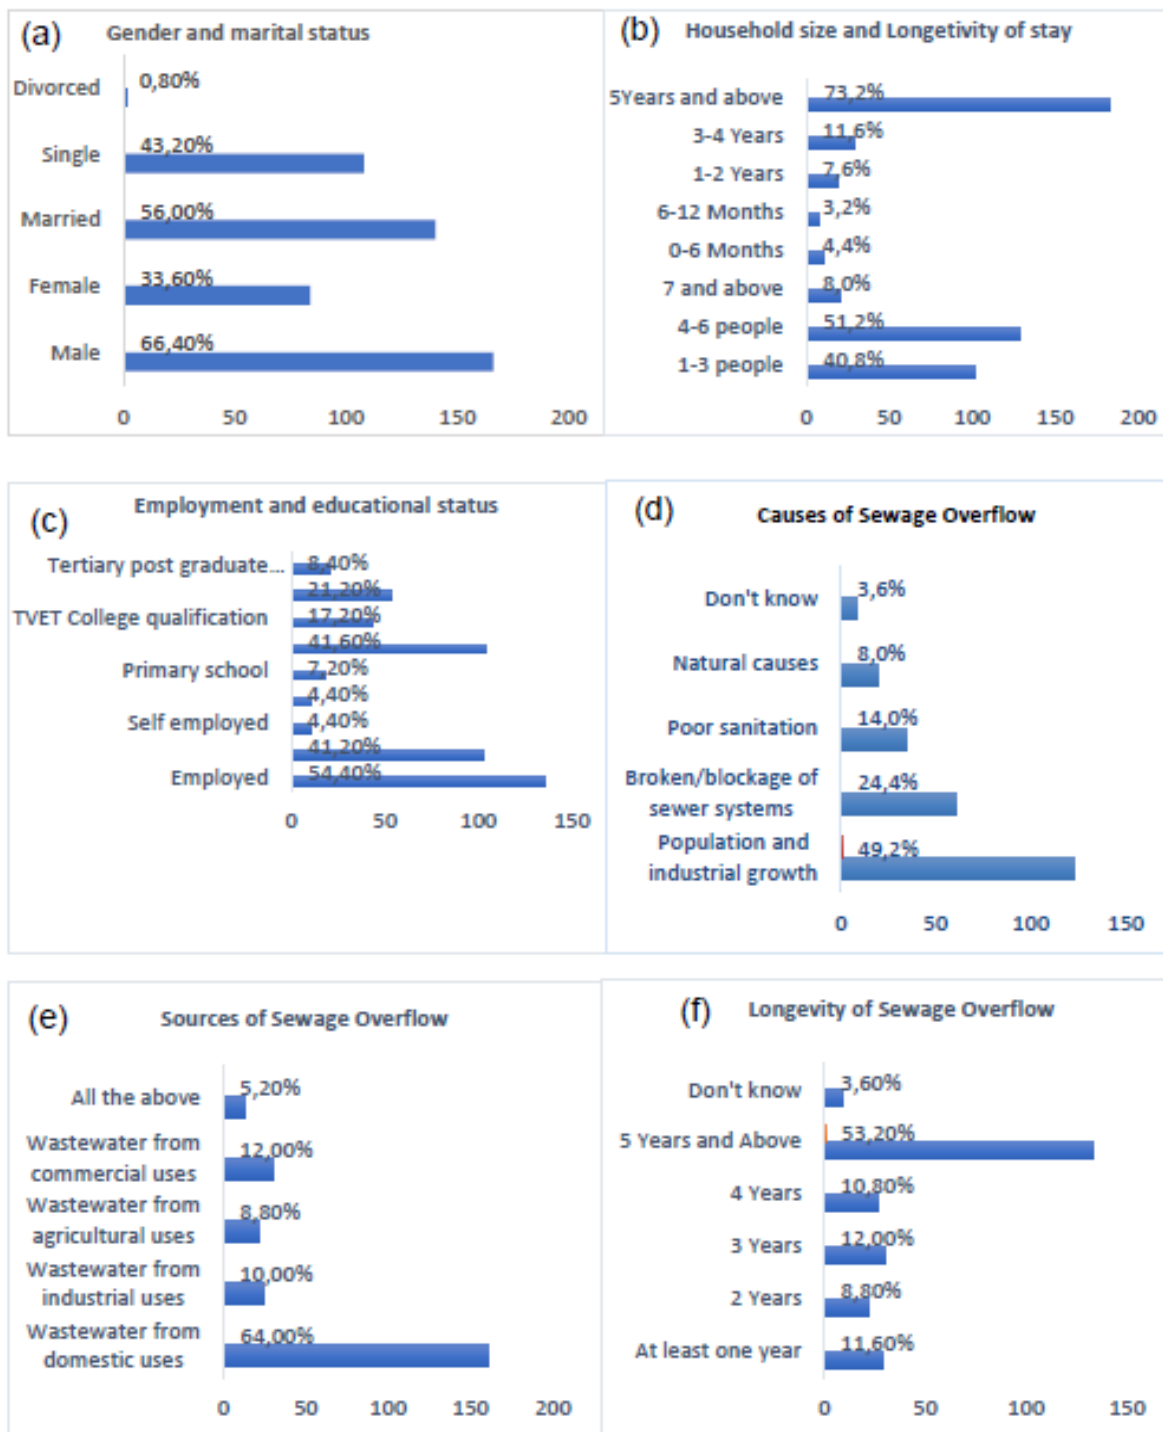 (a) Gender and marital status
Divorced 0,80%
Single 43,20%
Married 56,00%
Female 33,60%
Male 66,40%
0 50 100 150 200
(b) Household size and Longetivity of stay
5Years and above 73,2%
3-4 Years 11,6%
1-2 Years 7,6%
6-12 Months 3,2%
0-6 Months 4,4%
7 and above 8,0%
4-6 people 51,2%
1-3 people 40,8%
0 50 100 150 200
(c) Employment and educational status
Tertiary post graduate... 8,40%
21,20%
TVET College qualification 17,20%
41,60%
Primary school 7,20%
4,40%
Self employed 4,40%
41,20%
Employed 54,40%
0 50 100 150
(d) Causes of Sewage Overflow
Don't know 3,6%
Natural causes 8,0%
Poor sanitation 14,0%
Broken/blockage of
sewer systems 24,4%
Population and
industrial growth 49,2%
0 50 100 150
(e) Sources of Sewage Overflow
All the above 5,20%
Wastewater from
commercial uses 12,00%
Wastewater from
agricultural uses 8,80%
Wastewater from
industrial uses 10,00%
Wastewater from
domestic uses 64,00%
0 50 100 150 200
(f) Longevity of Sewage Overflow
Don't know 3,60%
5 Years and Above 53,20%
4 Years 10,80%
3 Years 12,00%
2 Years 8,80%
At least one year 11,60%
0 50 100 150